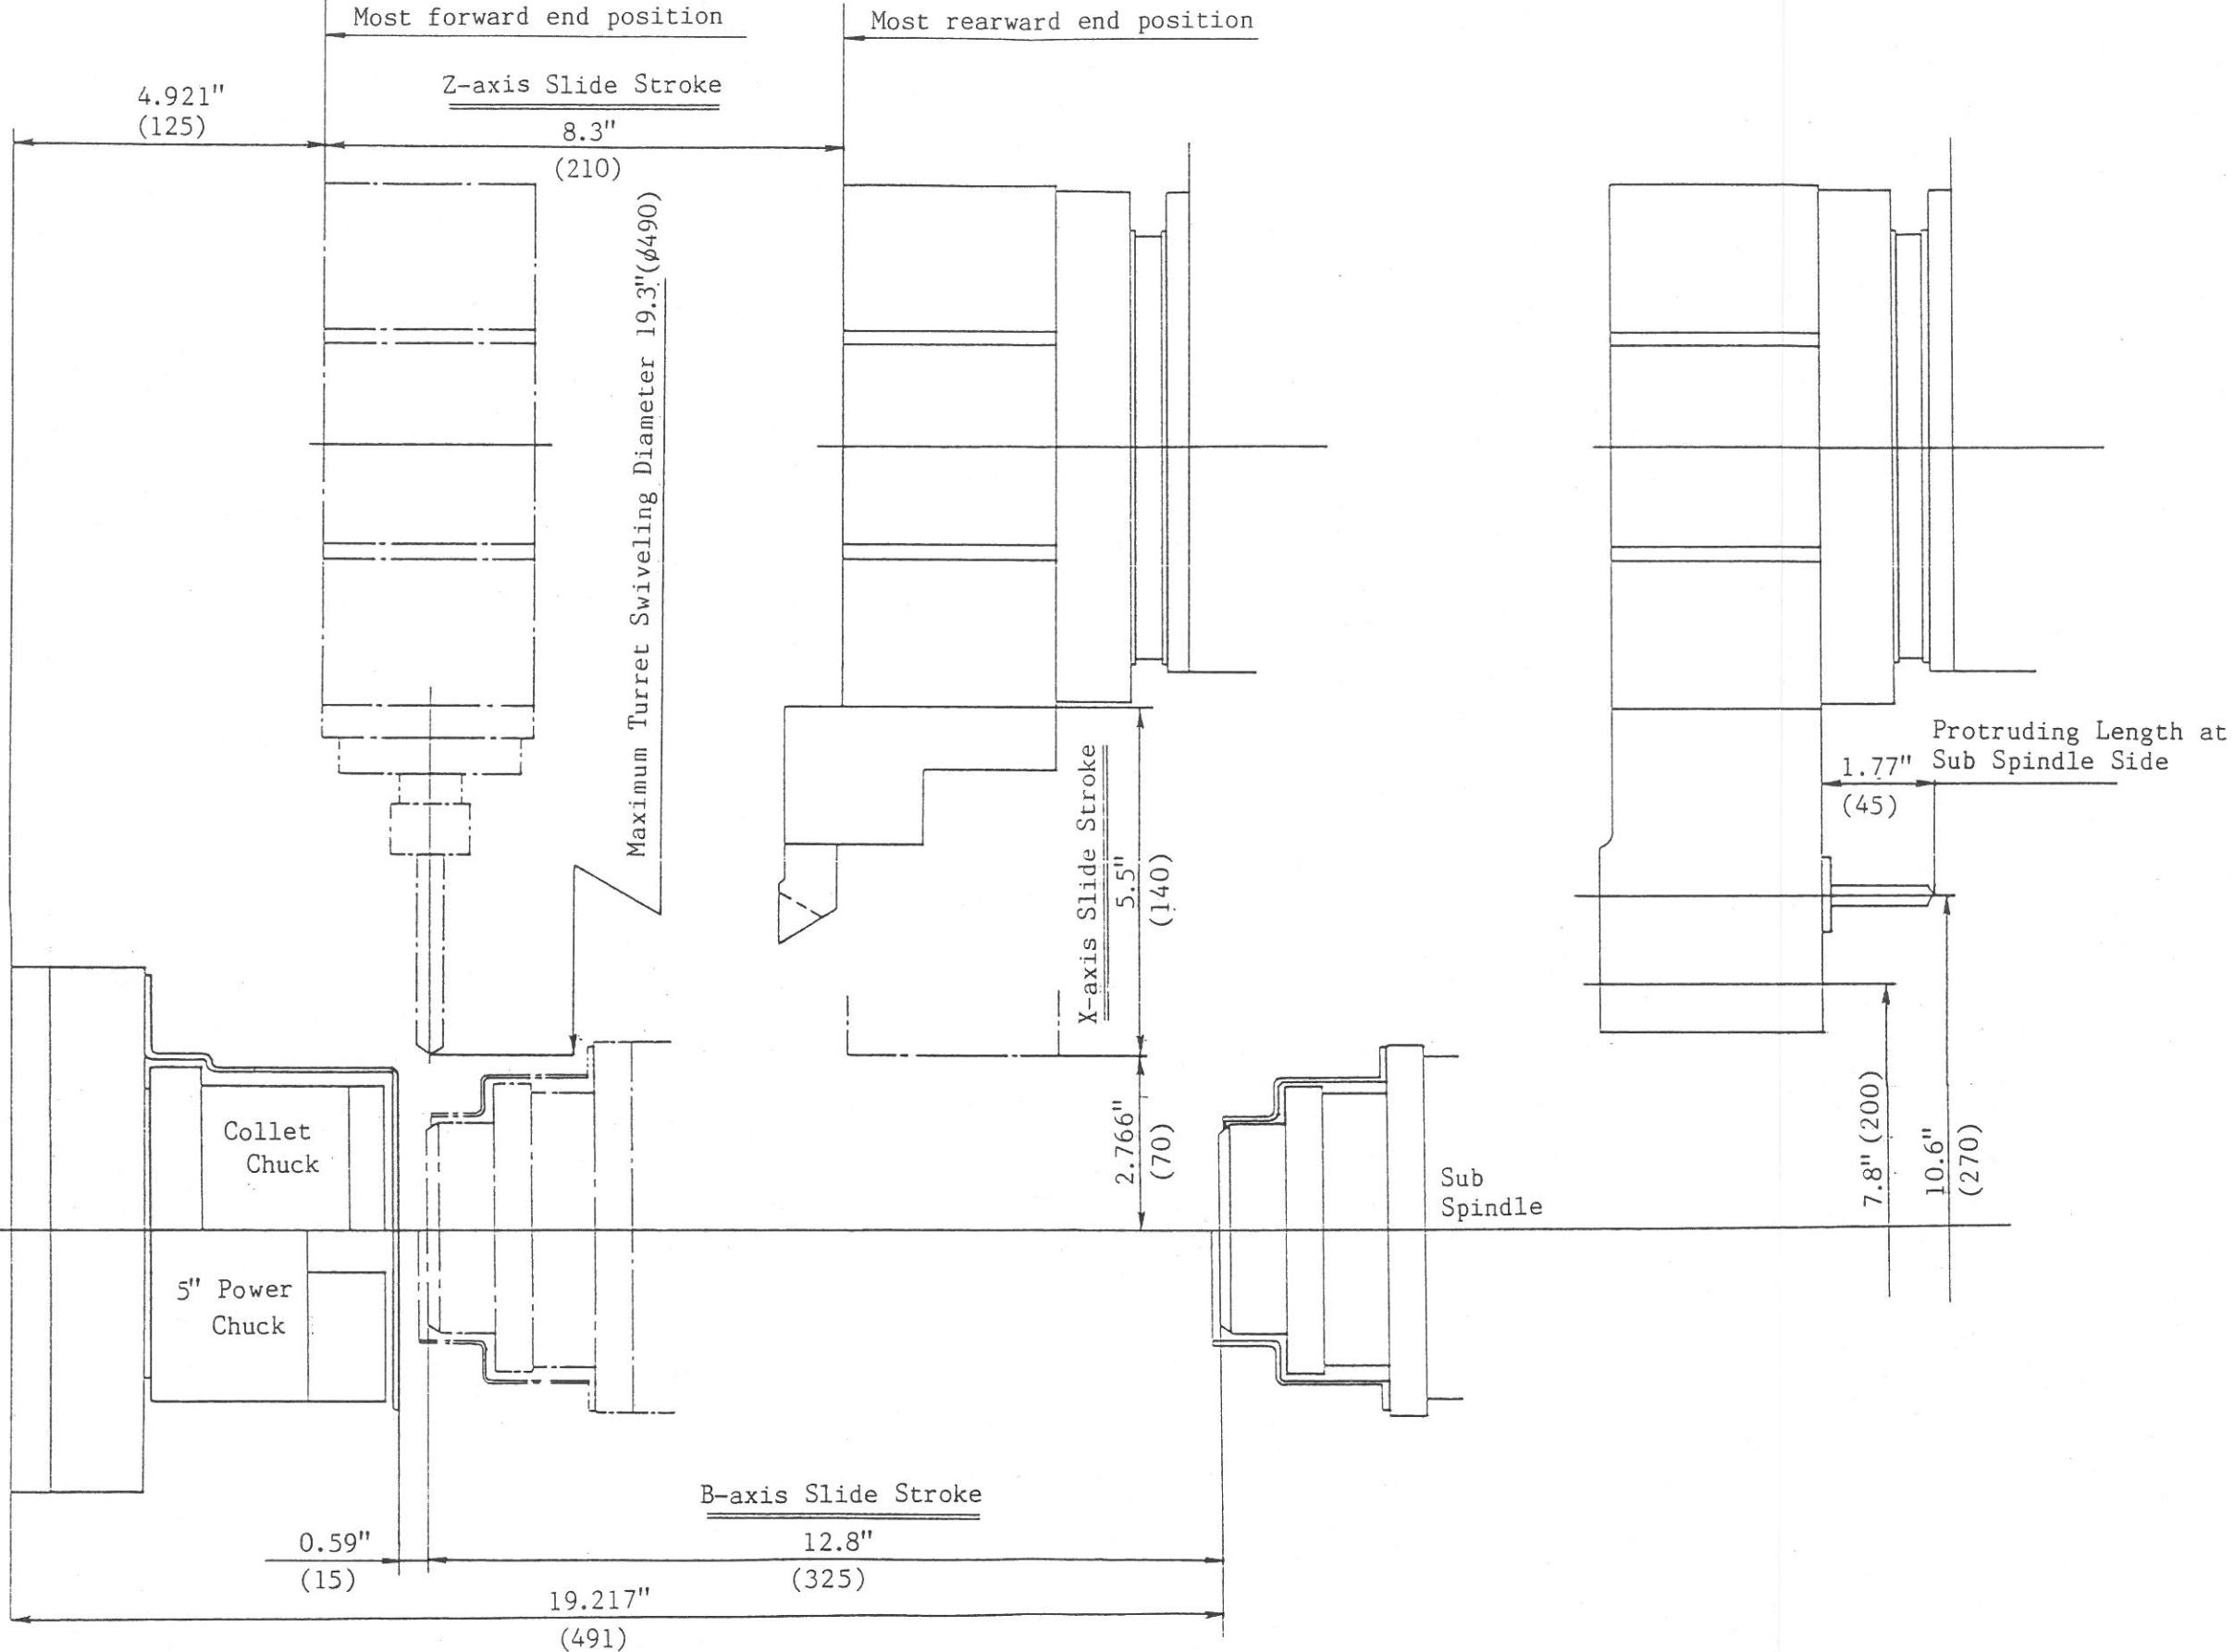 Most forward end position
Most rearward end position
Z-axis Slide Stroke
4.921"
(125)
8.3"
(210)
Maximum Turret Swiveling Diameter 19.3"(ϕ490)
X-axis Slide Stroke
5.5"
(140)
Protruding Length at
Sub Spindle Side
1.77"
(45)
Collet
Chuck
5" Power
Chuck
2.766"
(70)
Sub
Spindle
7.8" (200)
10.6"
(270)
B-axis Slide Stroke
0.59"
(15)
12.8"
(325)
19.217"
(491)